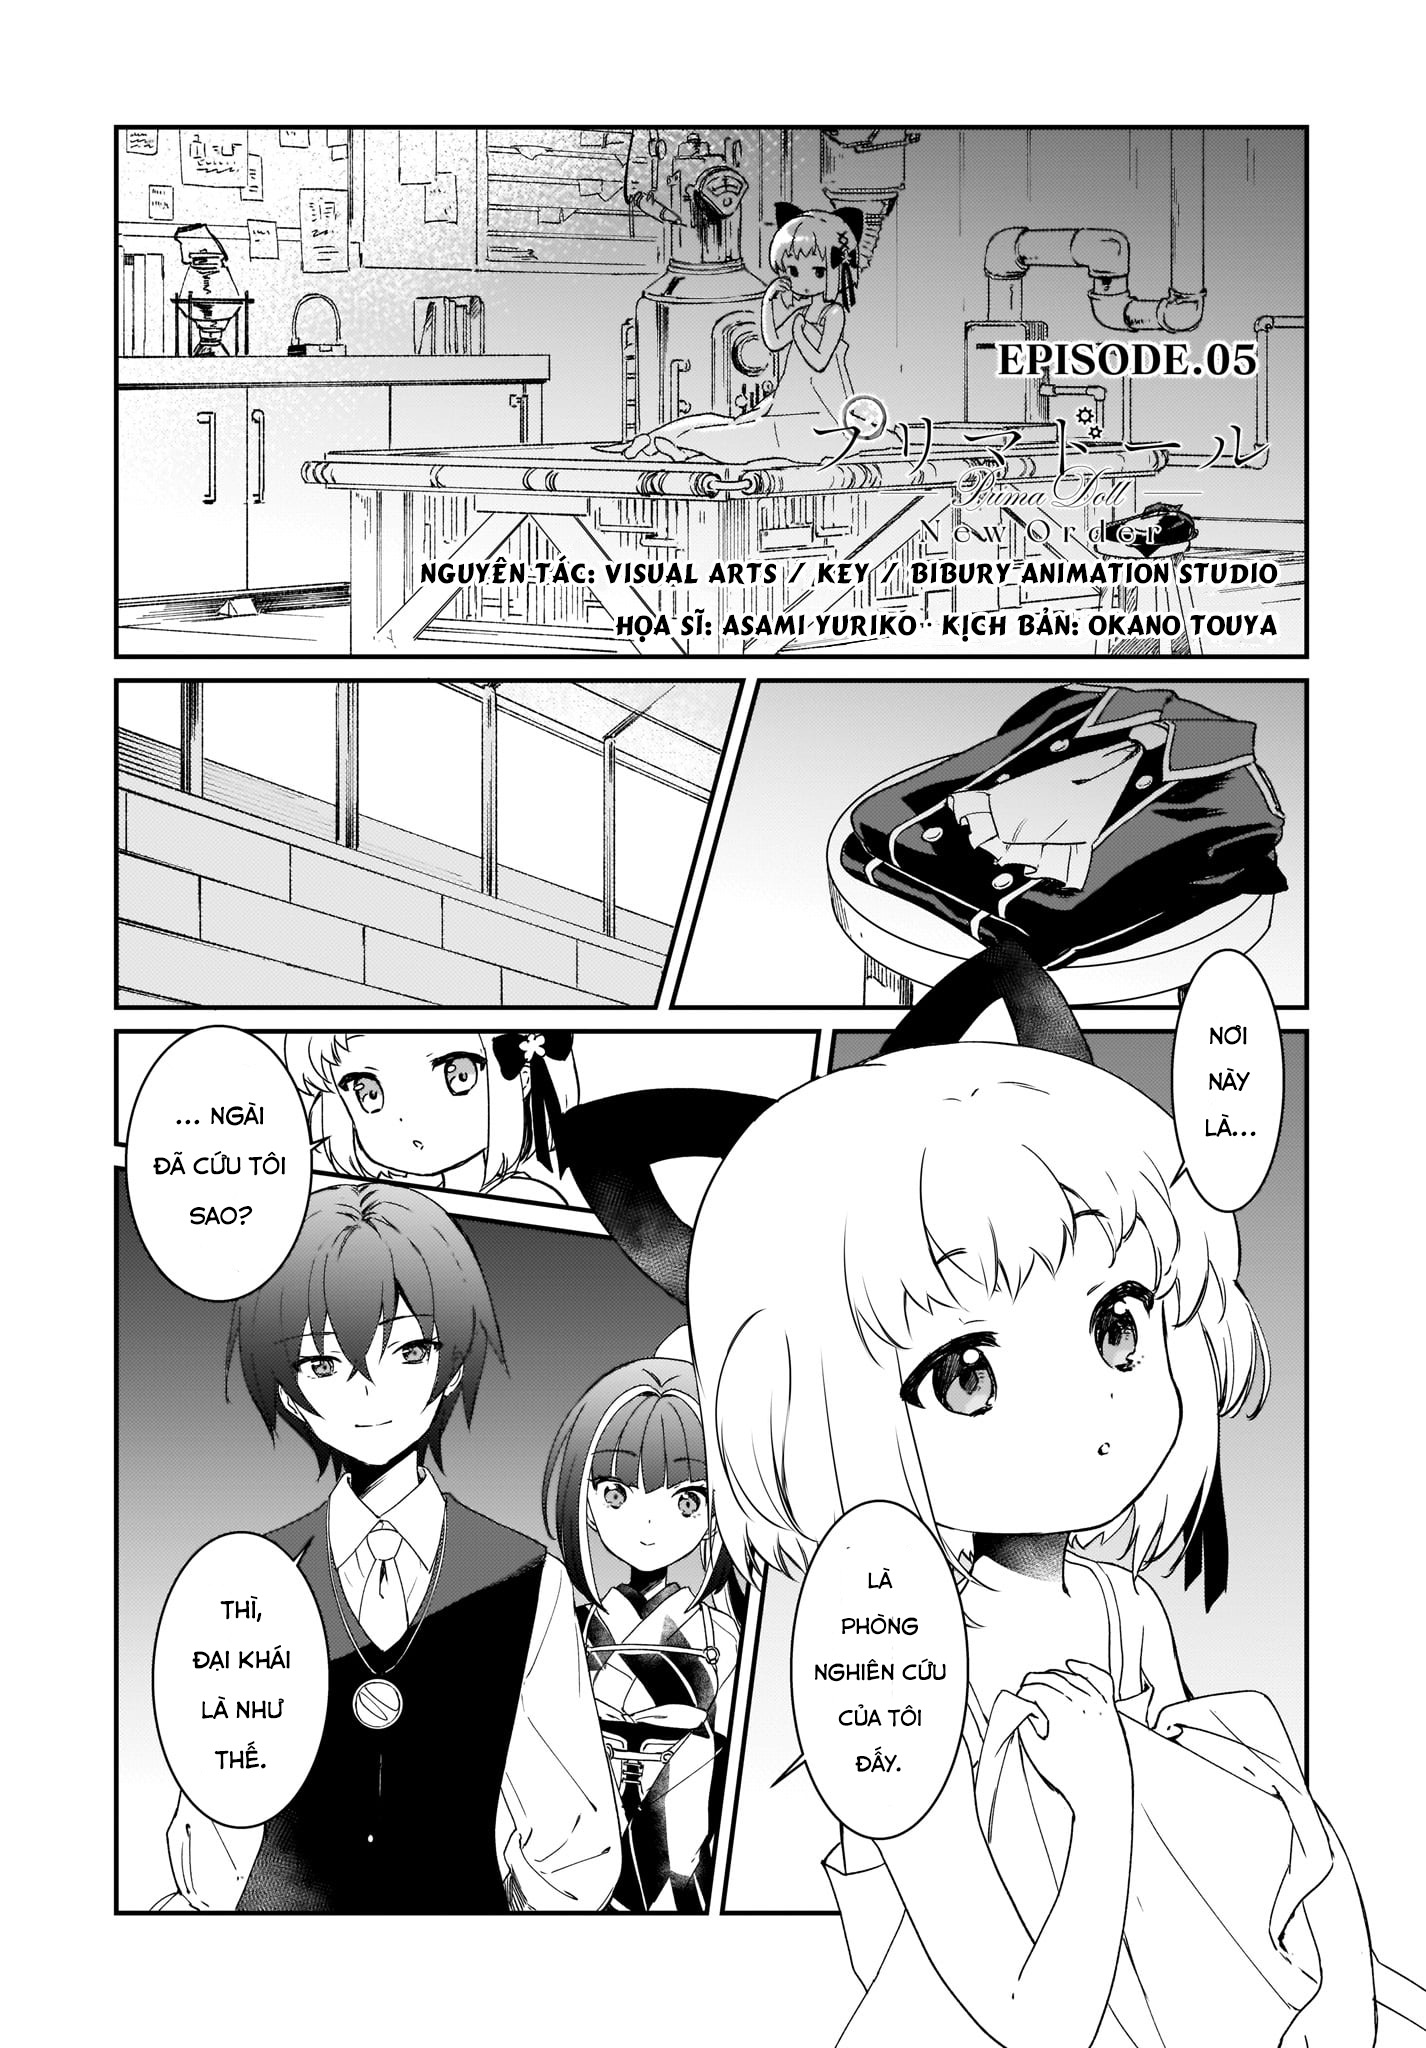 EPISODE.05
プリマドール
Prima Doll
New Order
NGUYÊN TÁC: VISUAL ARTS / KEY / BIBURY ANIMATION STUDIO
HỌA SĨ: ASAMI YURIKO · KỊCH BẢN: OKANO TOUYA
NƠI
NÀY
LÀ...
... NGÀI
ĐÃ CỨU TÔI
SAO?
LÀ
PHÒNG
NGHIÊN CỨU
CỦA TÔI
ĐẤY.
THÌ,
ĐẠI KHÁI
LÀ NHƯ
THẾ.